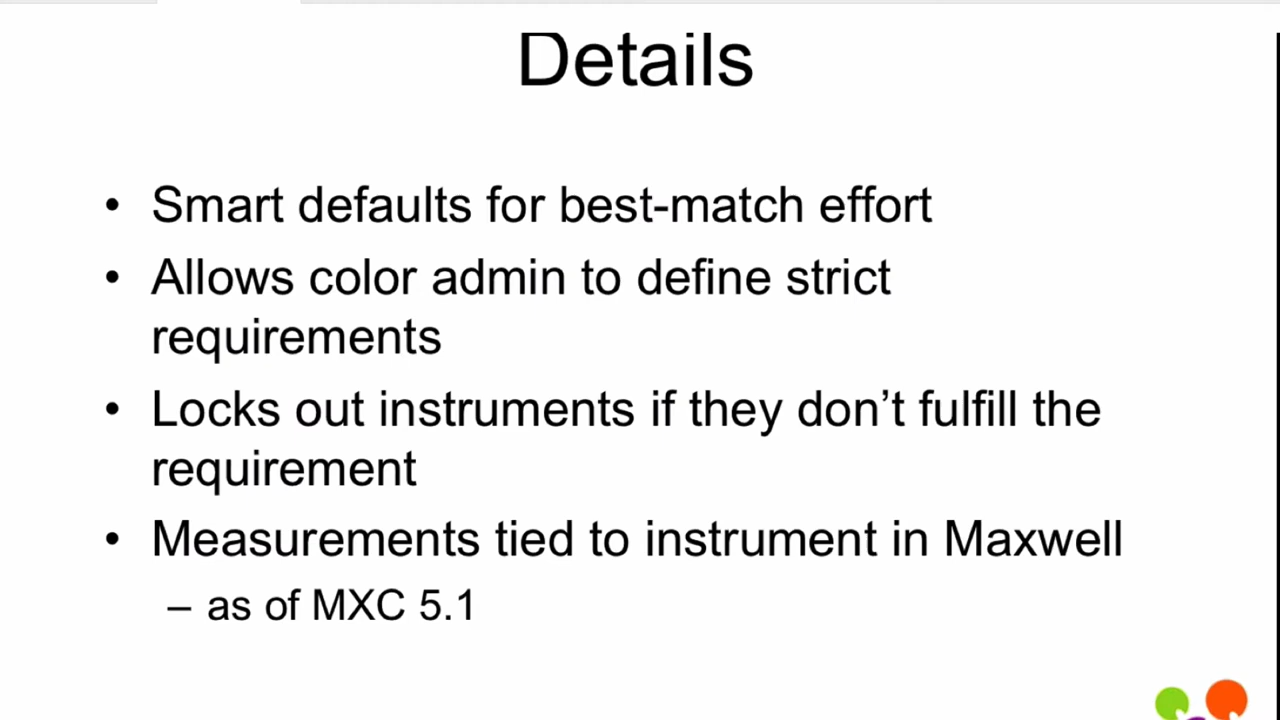 Details
• Smart defaults for best-match effort
• Allows color admin to define strict
requirements
• Locks out instruments if they don’t fulfill the
requirement
• Measurements tied to instrument in Maxwell
– as of MXC 5.1